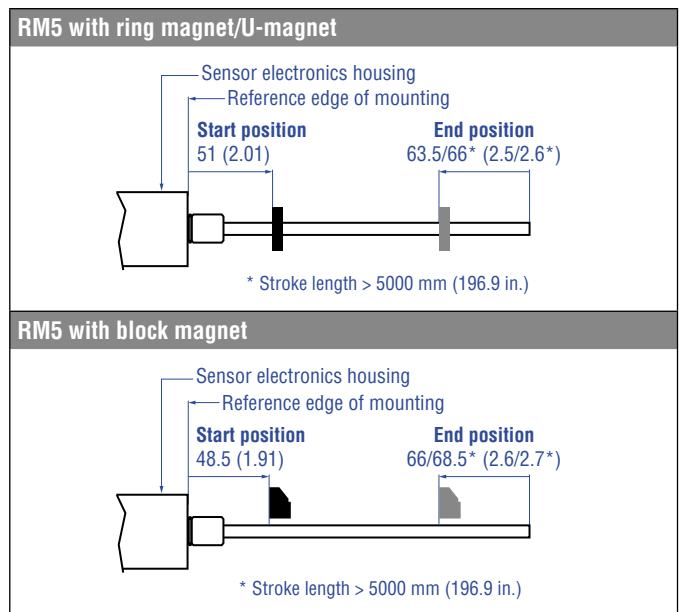 RM5 with ring magnet/U-magnet
Sensor electronics housing
Reference edge of mounting
Start position End position
51 (2.01) 63.5/66* (2.5/2.6*)
* Stroke length > 5000 mm (196.9 in.)
RM5 with block magnet
Sensor electronics housing
Reference edge of mounting
Start position End position
48.5 (1.91) 66/68.5* (2.6/2.7*)
* Stroke length > 5000 mm (196.9 in.)